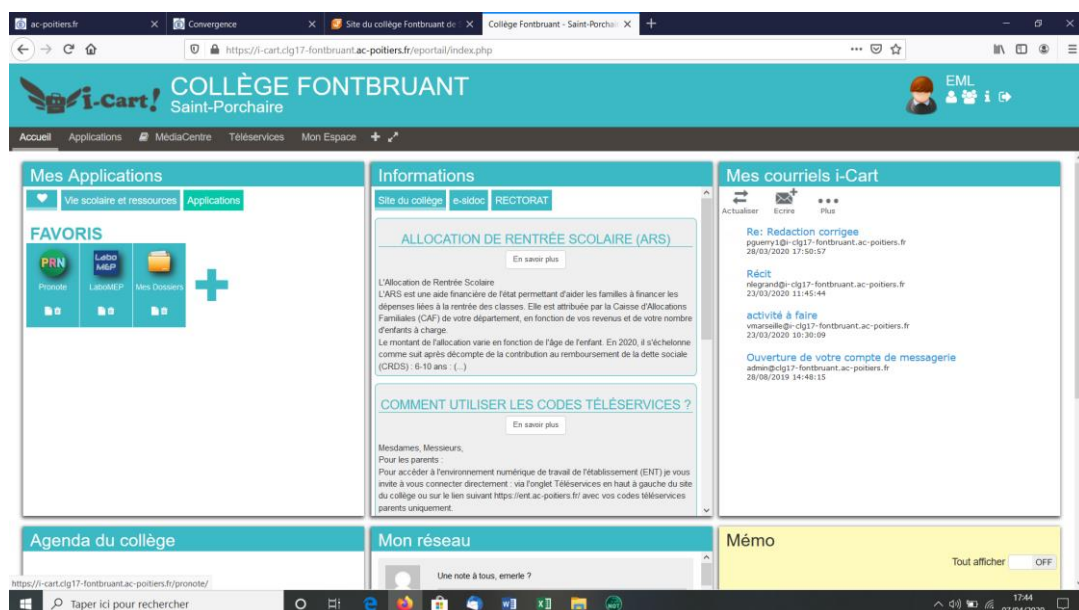 ac-poitiers.fr
Convergence
Site du collège Fontbruant de
Collège Fontbruant - Saint-Porchai
https://i-cart.clg17-fontbruant.ac-poitiers.fr/eportail/index.php
i-Cart!
COLLÈGE FONTBRUANT
Saint-Porchaire
EML
Accueil Applications MédiaCentre Téléservices Mon Espace
Mes Applications
Vie scolaire et ressources Applications
FAVORIS
PRN
Labo
MEP
Pronote LaboMEP Mes Dossiers
Informations
Site du collège e-sidoc RECTORAT
ALLOCATION DE RENTRÉE SCOLAIRE (ARS)
En savoir plus
L'Allocation de Rentrée Scolaire
L'ARS est une aide financière de l'état permettant d'aider les familles à financer les
dépenses liées à la rentrée des classes. Elle est attribuée par la Caisse d'Allocations
Familiales (CAF) de votre département, en fonction de vos revenus et de votre nombre
d'enfants à charge.
Le montant de l'allocation varie en fonction de l'âge de l'enfant. En 2020, il s'échelonne
comme suit après décompte de la contribution au remboursement de la dette sociale
(CRDS) : 6-10 ans : (...)
COMMENT UTILISER LES CODES TÉLÉSERVICES ?
En savoir plus
Mesdames, Messieurs,
Pour les parents :
Pour accéder à l'environnement numérique de travail de l'établissement (ENT) je vous
invite à vous connecter directement : via l'onglet Téléservices en haut à gauche du site
du collège ou sur le lien suivant https://ent.ac-poitiers.fr/ avec vos codes téléservices
parents uniquement.
Mes courriels i-Cart
Actualiser Ecrire Plus
Re: Redaction corrigee
pguerry1@i-clg17-fontbruant.ac-poitiers.fr
28/03/2020 17:50:57
Récit
nlegrand@i-clg17-fontbruant.ac-poitiers.fr
23/03/2020 11:45:44
activité à faire
vmarseille@i-clg17-fontbruant.ac-poitiers.fr
23/03/2020 10:30:09
Ouverture de votre compte de messagerie
admin@clg17-fontbruant.ac-poitiers.fr
28/08/2019 14:48:15
Agenda du collège
Mon réseau
Une note à tous, emerle ?
Mémo
Tout afficher OFF
https://i-cart.clg17-fontbruant.ac-poitiers.fr/pronote/
Taper ici pour rechercher
17:44
07/04/2020